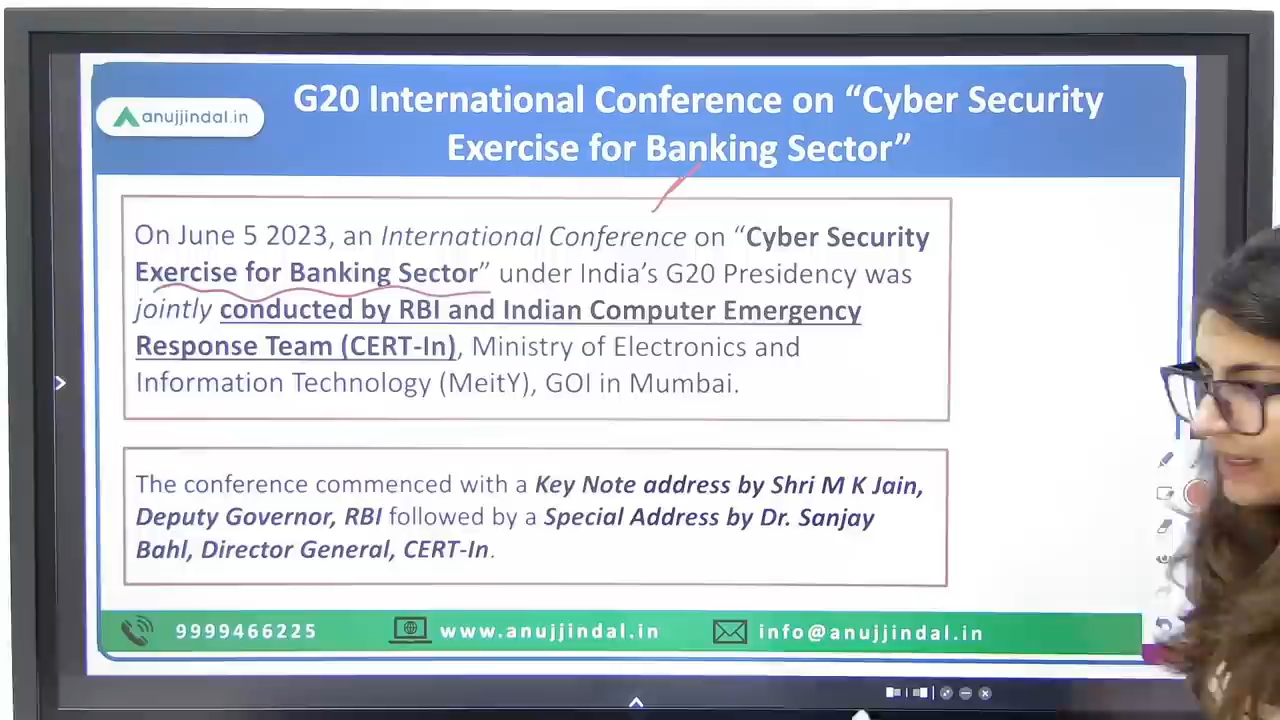 anujjindal.in
G20 International Conference on “Cyber Security
Exercise for Banking Sector”
On June 5 2023, an International Conference on “Cyber Security
Exercise for Banking Sector” under India’s G20 Presidency was
jointly conducted by RBI and Indian Computer Emergency
Response Team (CERT-In), Ministry of Electronics and
Information Technology (MeitY), GOI in Mumbai.
The conference commenced with a Key Note address by Shri M K Jain,
Deputy Governor, RBI followed by a Special Address by Dr. Sanjay
Bahl, Director General, CERT-In.
9999466225 www.anujjindal.in info@anujjindal.in